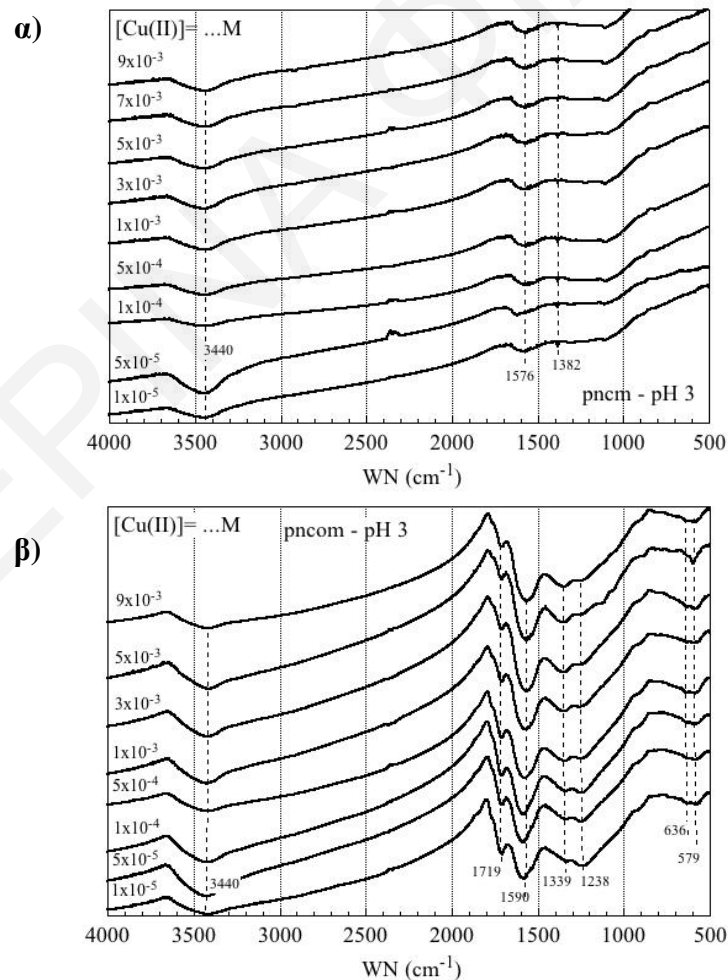 α)
[Cu(II)]= ...M
9x10-3
7x10-3
5x10-3
3x10-3
1x10-3
5x10-4
1x10-4
5x10-5
1x10-5
3440
1576
1382
pncm - pH 3
4000 3500 3000 2500 2000 1500 1000 500
WN (cm-1)
β)
[Cu(II)]= ...M
pncom - pH 3
9x10-3
5x10-3
3x10-3
1x10-3
5x10-4
1x10-4
5x10-5
1x10-5
3440
1719
1590
1339
1238
636
579
4000 3500 3000 2500 2000 1500 1000 500
WN (cm-1)